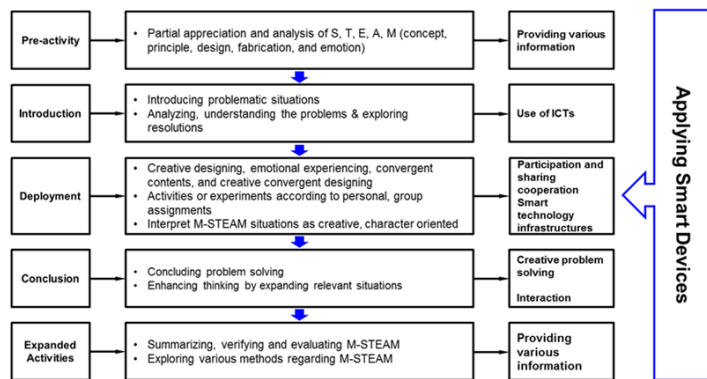 Pre-activity
• Partial appreciation and analysis of S, T, E, A, M (concept,
principle, design, fabrication, and emotion)
Providing various
information
Introduction
• Introducing problematic situations
• Analyzing, understanding the problems & exploring
resolutions
Use of ICTs
Deployment
• Creative designing, emotional experiencing, convergent
contents, and creative convergent designing
• Activities or experiments according to personal, group
assignments
• Interpret M-STEAM situations as creative, character oriented
Participation and
sharing
cooperation
Smart
technology
infrastructures
Conclusion
• Concluding problem solving
• Enhancing thinking by expanding relevant situations
Creative problem
solving
Interaction
Expanded
Activities
• Summarizing, verifying and evaluating M-STEAM
• Exploring various methods regarding M-STEAM
Providing
various
information
Applying Smart Devices